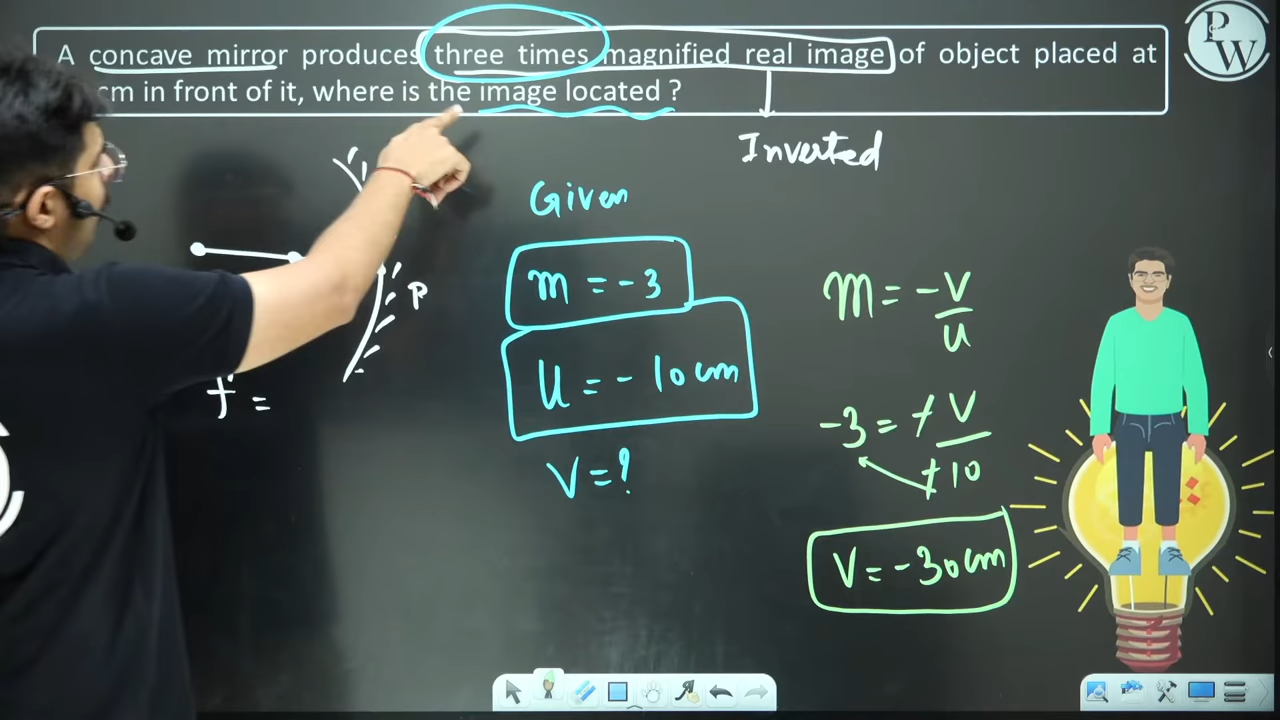 A concave mirror produces three times magnified real image of object placed at
cm in front of it, where is the image located ?
PW
Inverted
Given
m = -3
u = - 10 cm
v = ?
P
f =
m = -v/u
-3 = +v/+10
v = -30 cm